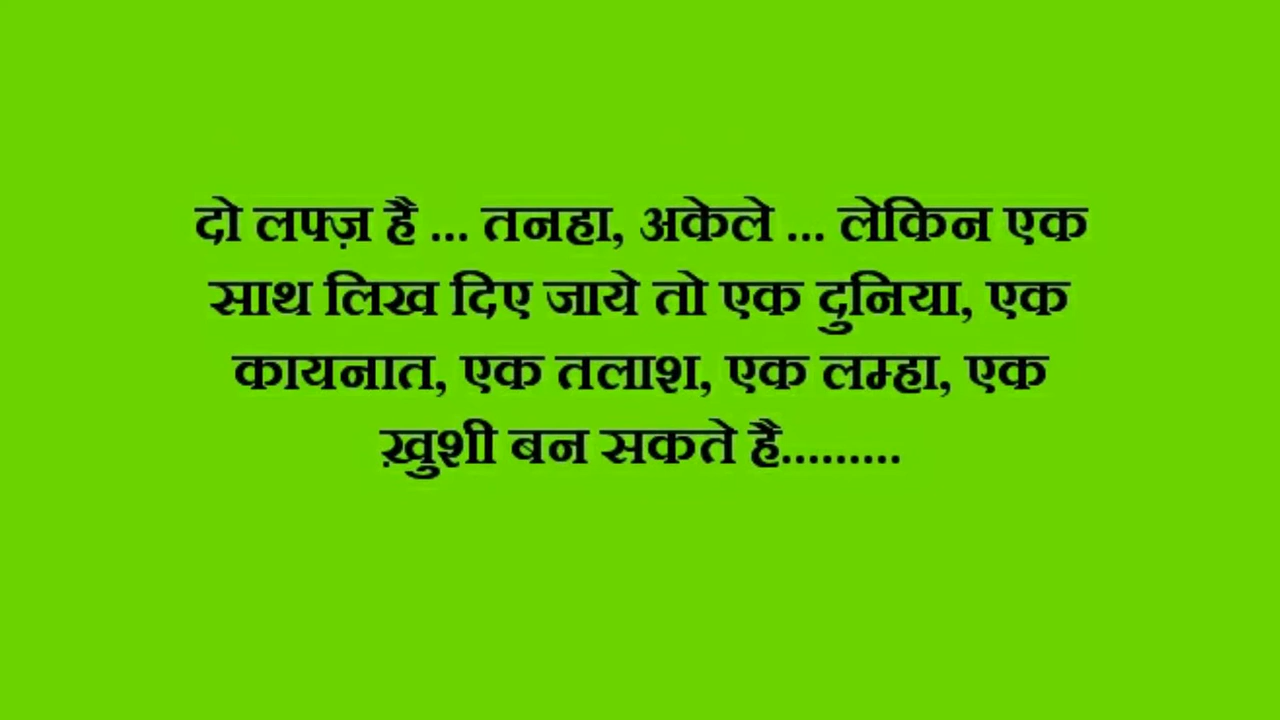 दो लफ्ज़ है ... तनहा, अकेले ... लेकिन एक
साथ लिख दिए जाये तो एक दुनिया, एक
कायनात, एक तलाश, एक लम्हा, एक
ख़ुशी बन सकते है.........